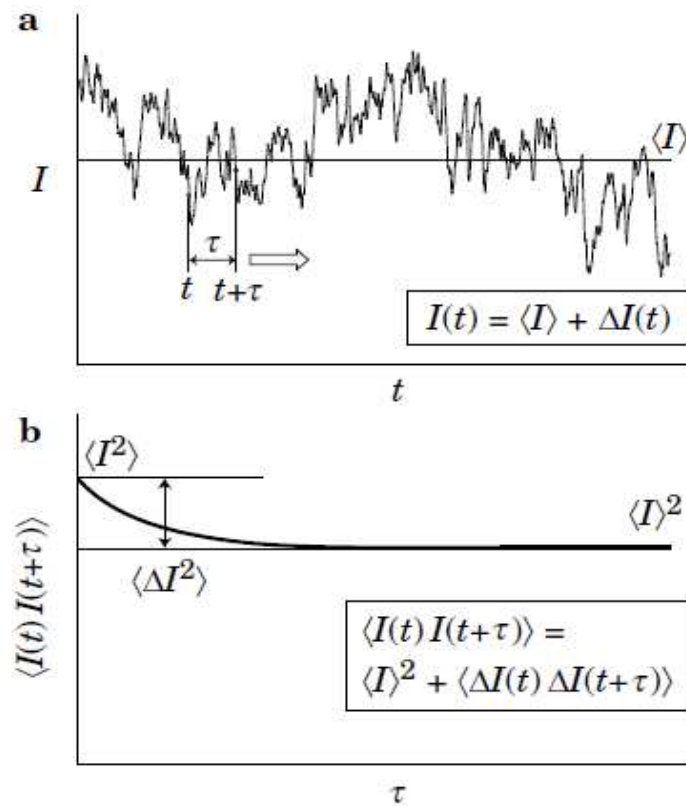 a
⟨I⟩
I
τ
t t+τ
I(t) = ⟨I⟩ + ΔI(t)
t
b
⟨I²⟩
⟨I⟩²
⟨ΔI²⟩
⟨I(t) I(t+τ)⟩
⟨I(t) I(t+τ)⟩ =
⟨I⟩² + ⟨ΔI(t) ΔI(t+τ)⟩
τ